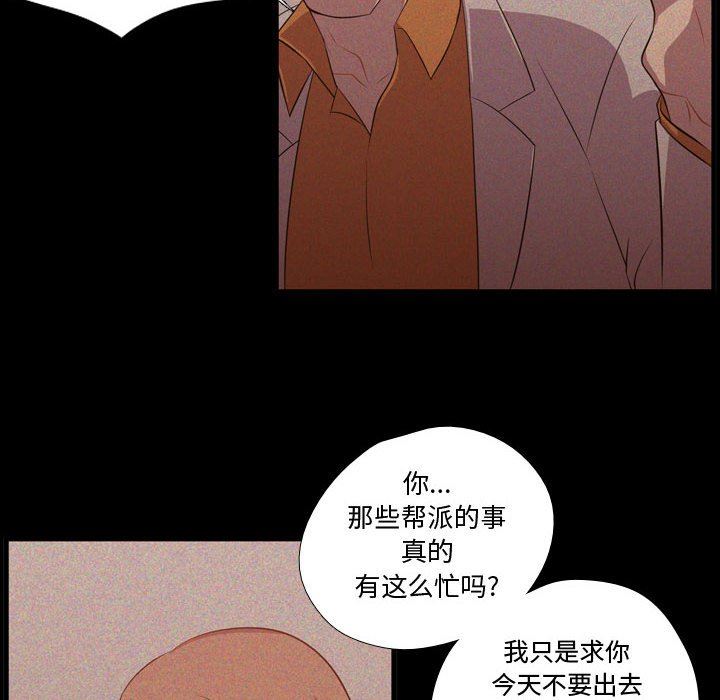 你...
那些帮派的事
真的
有这么忙吗?
我只是求你
今天不要出去